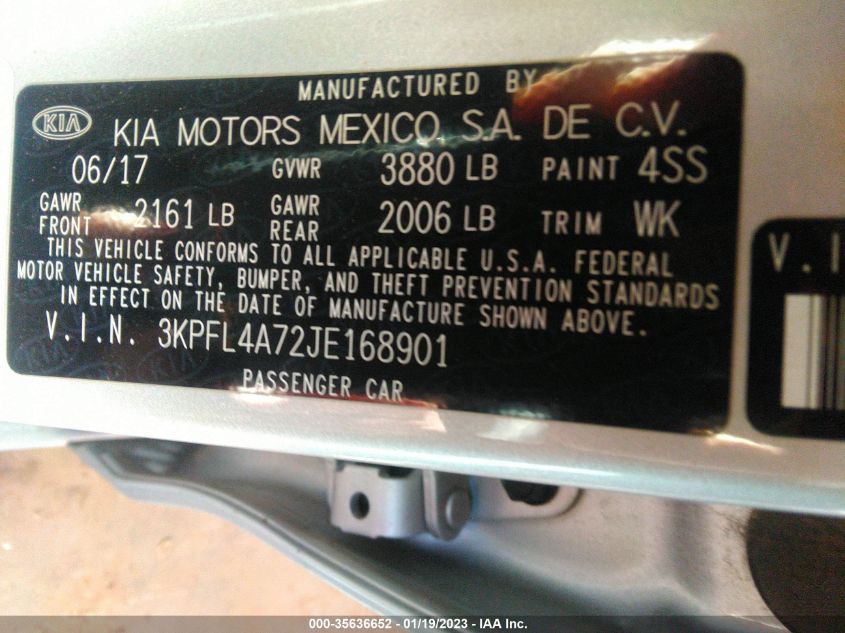 MANUFACTURED BY
KIA KIA MOTORS MEXICO S.A. DE C.V.
06/17 GVWR 3880 LB PAINT 4SS
GAWR FRONT 2161 LB GAWR REAR 2006 LB TRIM WK
THIS VEHICLE CONFORMS TO ALL APPLICABLE U.S.A. FEDERAL
MOTOR VEHICLE SAFETY, BUMPER, AND THEFT PREVENTION STANDARDS
IN EFFECT ON THE DATE OF MANUFACTURE SHOWN ABOVE.
V.I.N. 3KPFL4A72JE168901
PASSENGER CAR
V.I
000-35636652 - 01/19/2023 - IAA Inc.